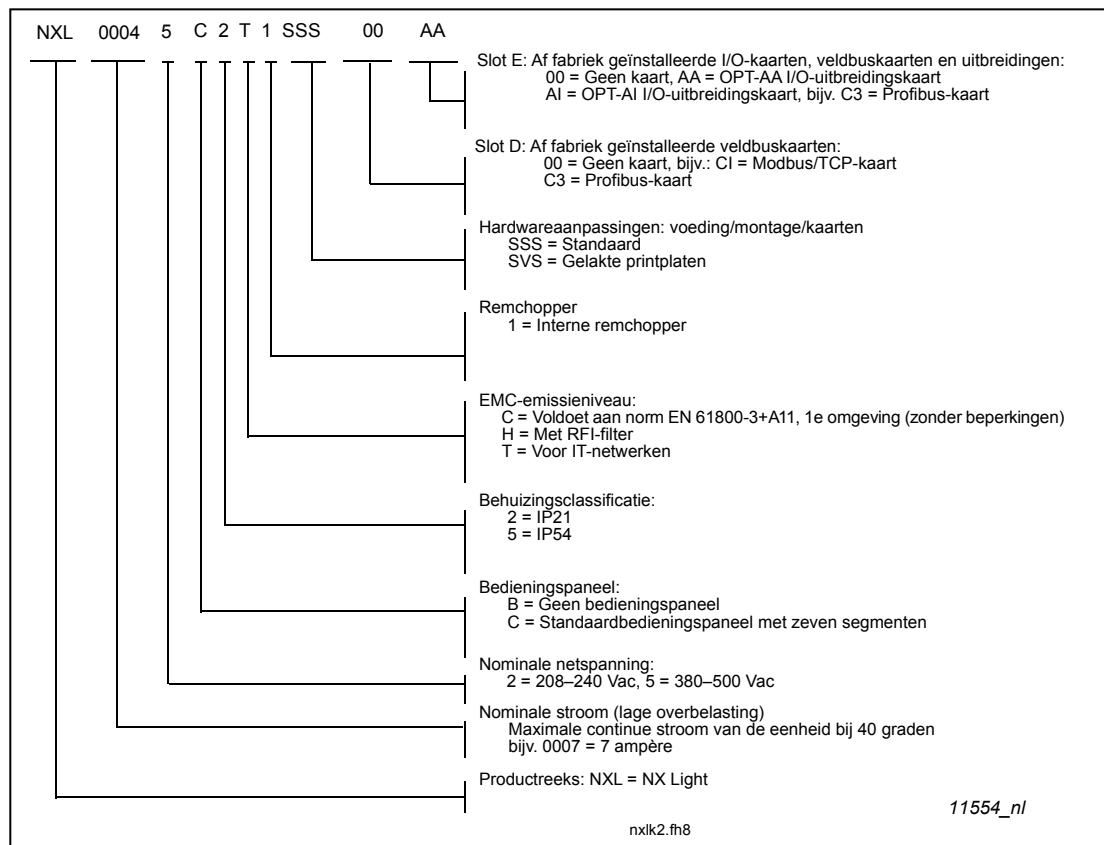 NXL 0004 5 C 2 T 1 SSS 00 AA
Slot E: Af fabriek geïnstalleerde I/O-kaarten, veldbuskaarten en uitbreidingen:
00 = Geen kaart, AA = OPT-AA I/O-uitbreidingskaart
AI = OPT-AI I/O-uitbreidingskaart, bijv. C3 = Profibus-kaart
Slot D: Af fabriek geïnstalleerde veldbuskaarten:
00 = Geen kaart, bijv.: CI = Modbus/TCP-kaart
C3 = Profibus-kaart
Hardwareaanpassingen: voeding/montage/kaarten
SSS = Standaard
SVS = Gelakte printplaten
Remchopper
1 = Interne remchopper
EMC-emissieniveau:
C = Voldoet aan norm EN 61800-3+A11, 1e omgeving (zonder beperkingen)
H = Met RFI-filter
T = Voor IT-netwerken
Behuizingsclassificatie:
2 = IP21
5 = IP54
Bedieningspaneel:
B = Geen bedieningspaneel
C = Standaardbedieningspaneel met zeven segmenten
Nominale netspanning:
2 = 208–240 Vac, 5 = 380–500 Vac
Nominale stroom (lage overbelasting)
Maximale continue stroom van de eenheid bij 40 graden
bijv. 0007 = 7 ampère
Productreeks: NXL = NX Light
11554_nl
nxlk2.fh8